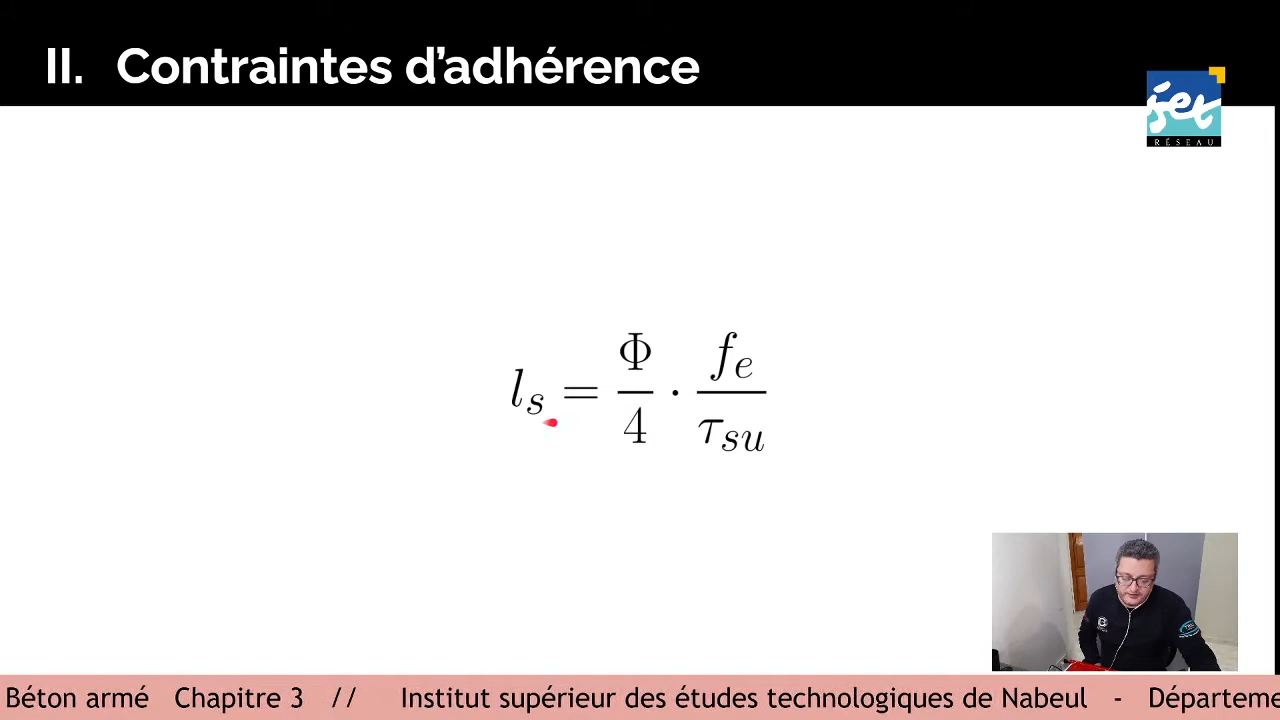 II. Contraintes d'adhérence
iset
RÉSEAU
l_s = Φ/4 · f_e/τ_su
Béton armé Chapitre 3 // Institut supérieur des études technologiques de Nabeul - Départeme